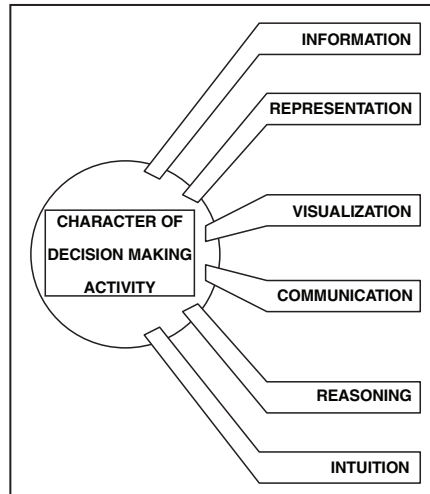 INFORMATION
REPRESENTATION
VISUALIZATION
CHARACTER OF
DECISION MAKING
ACTIVITY
COMMUNICATION
REASONING
INTUITION